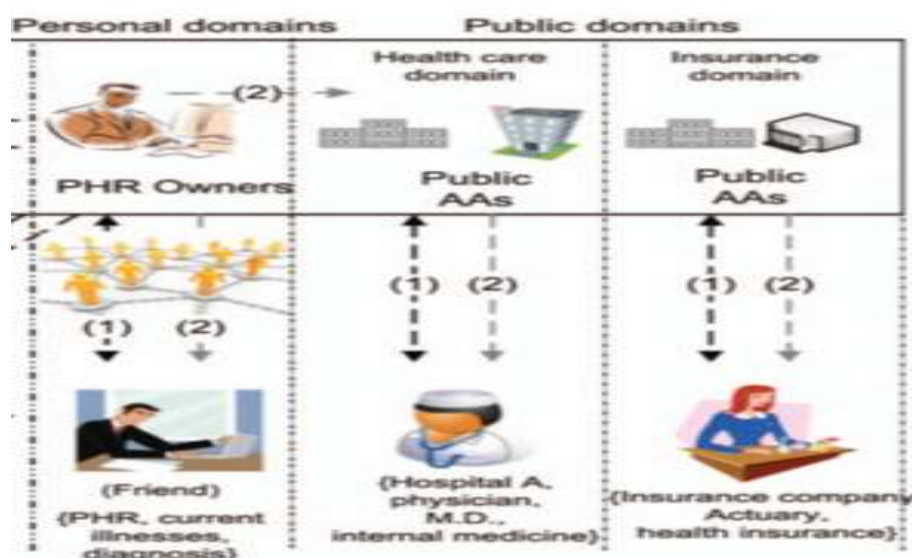 Personal domains
Public domains
Health care
domain
Insurance
domain
(2)
PHR Owners
Public
AAs
Public
AAs
(1)
(2)
(1)
(2)
(1)
(2)
(Friend)
{PHR, current
illnesses,
diagnosis}
{Hospital A,
physician,
M.D.,
internal medicine}
{Insurance company
Actuary,
health insurance}